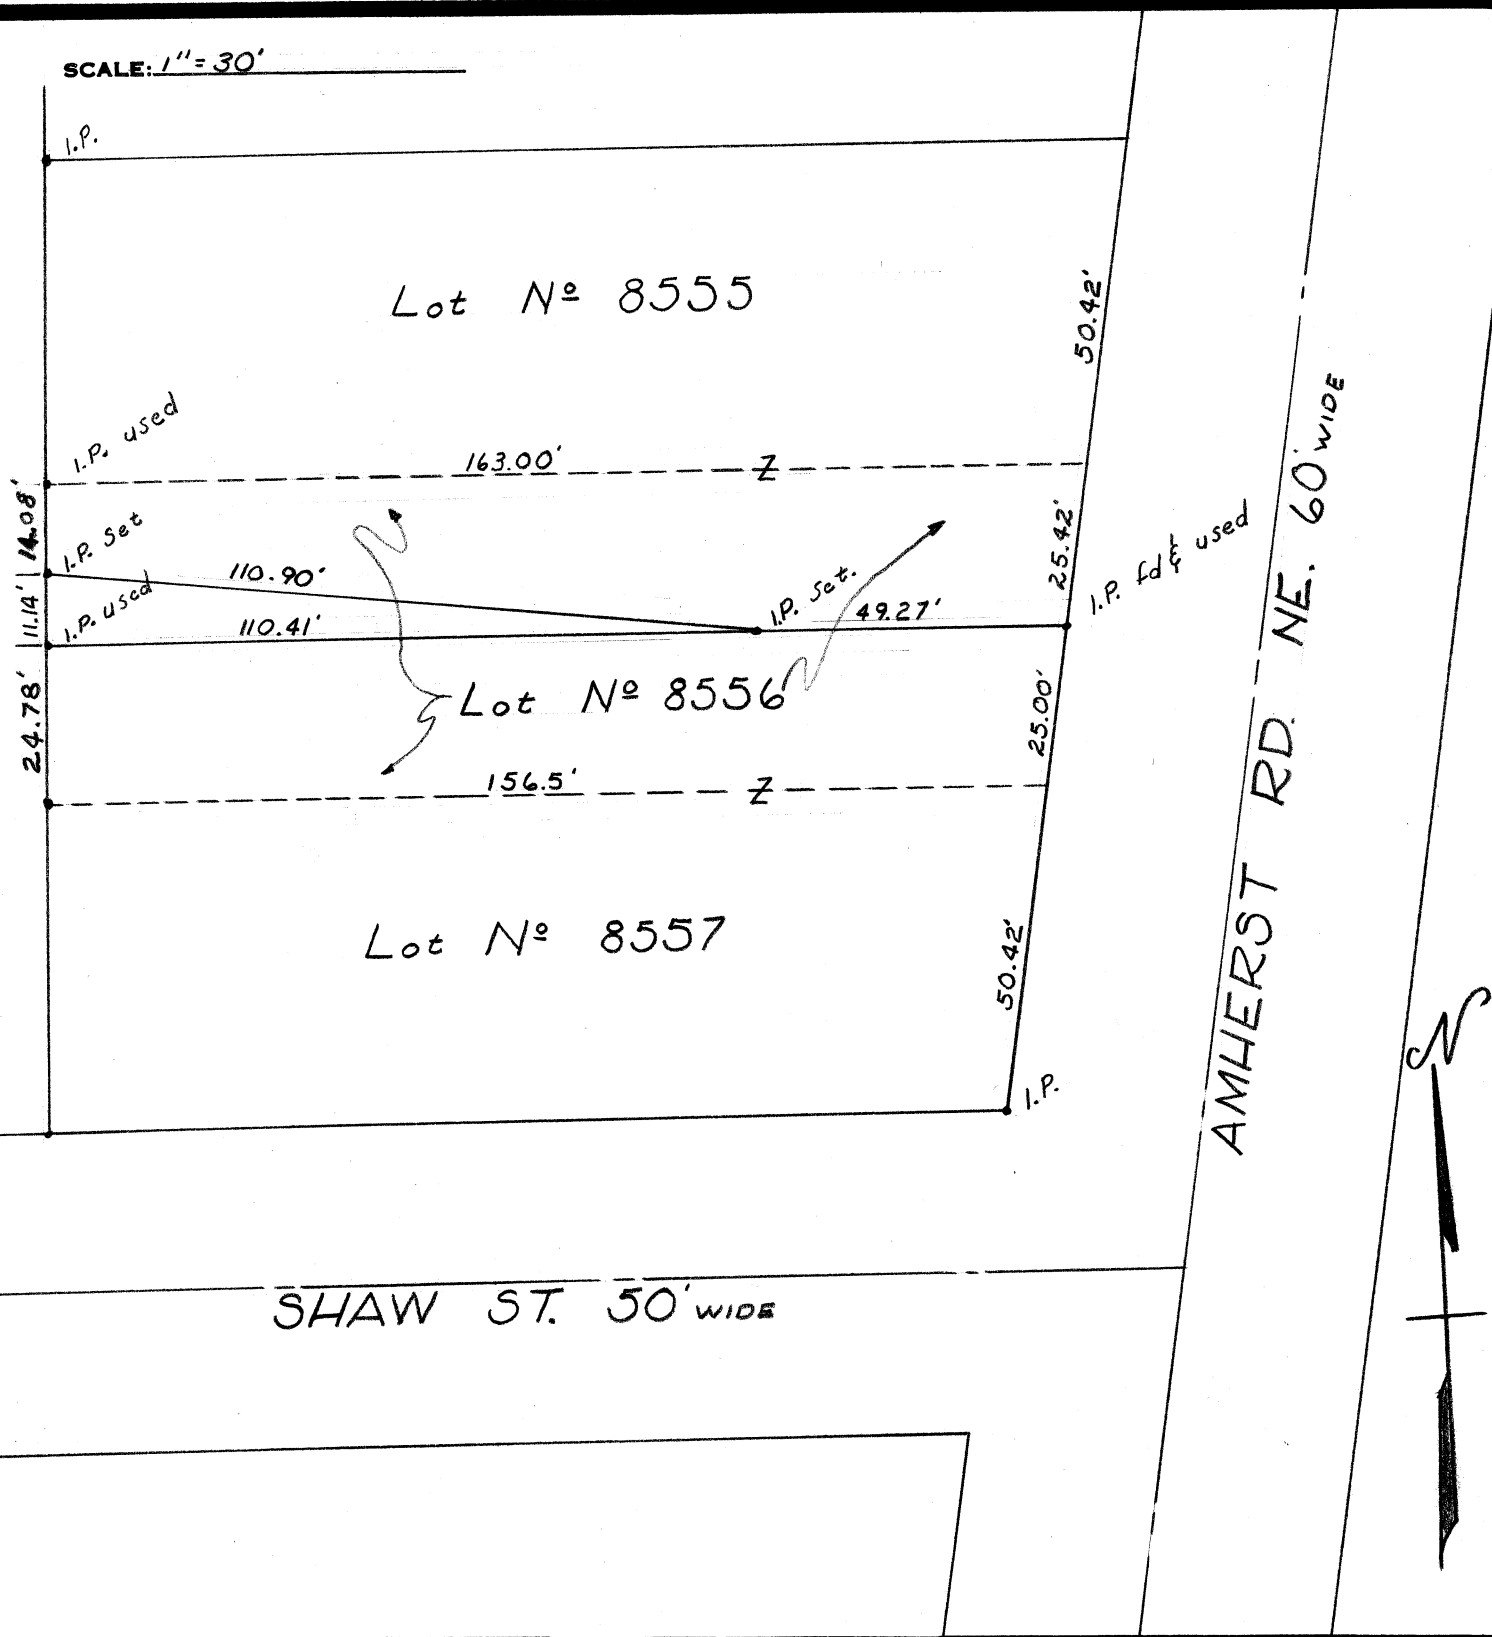 SCALE: 1" = 30'
I.P.
Lot Nº 8555
50.42'
I.P. used
163.00'
Z
14.08'
I.P. Set
110.90'
25.42'
I.P. fd & used
60' WIDE
11.14'
I.P. used
110.41'
I.P. Set.
49.27'
24.78'
Lot Nº 8556
25.00'
156.5'
Z
AMHERST RD. NE.
Lot Nº 8557
50.42'
I.P.
N
SHAW ST. 50' WIDE